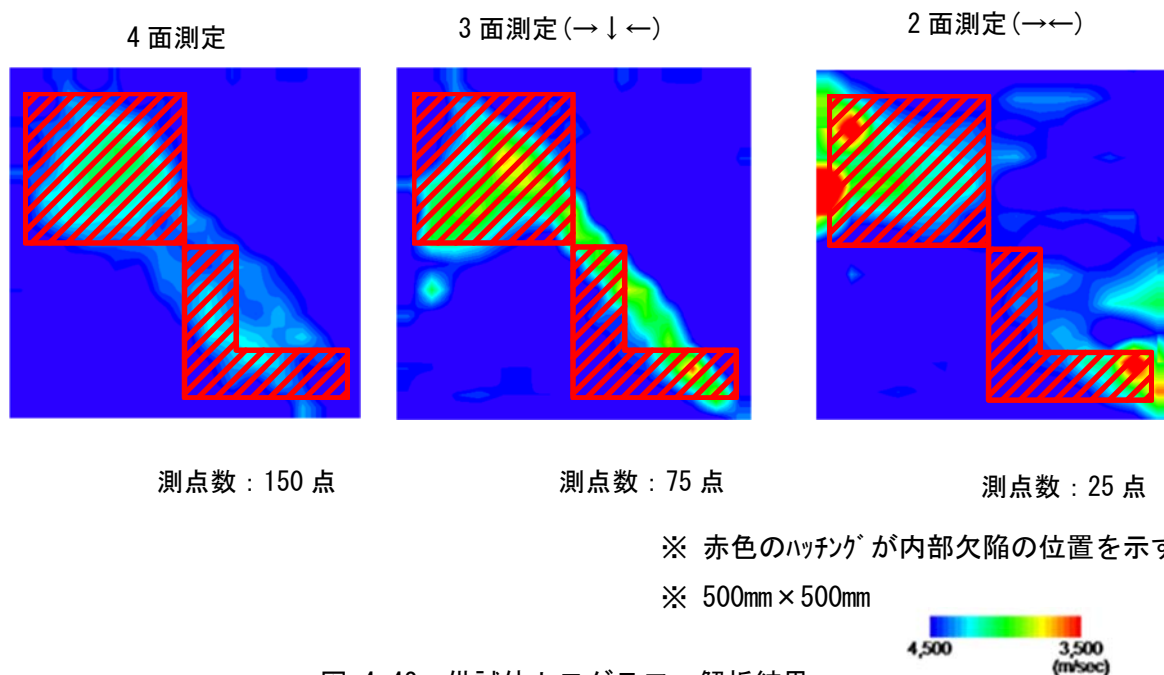 4 面測定
3 面測定(→↓←)
2 面測定(→←)
測点数：150 点
測点数：75 点
測点数：25 点
※ 赤色のﾊｯﾁﾝｸﾞが内部欠陥の位置を示す
※ 500mm×500mm
4,500
3,500
(m/sec)